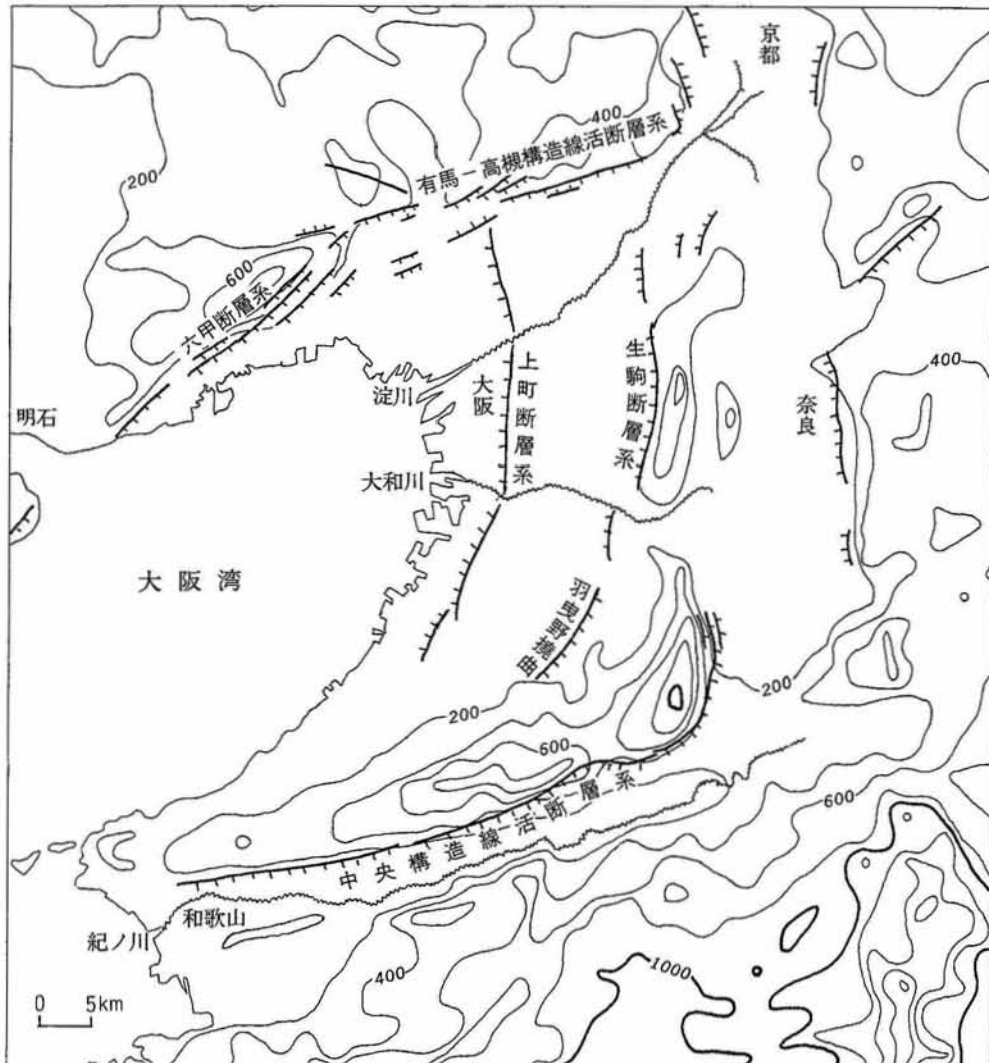 京都
400
有馬－高槻構造線活断層系
200
600
六甲断層系
400
明石
淀川
大阪
上町断層系
生駒断層系
奈良
大和川
大阪湾
羽曳野撓曲
200
200
600
600
中央構造線活断層系
和歌山
紀ノ川
400
1000
0 5km